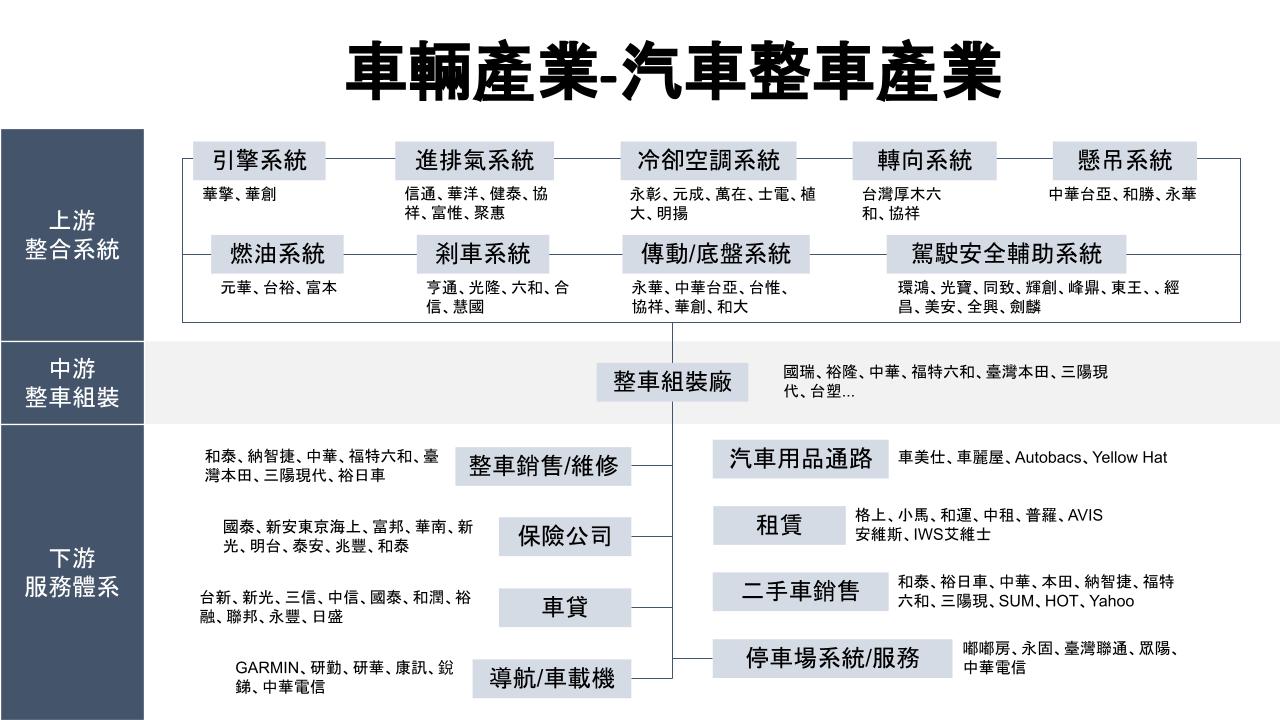 車輛產業-汽車整車產業
上游
整合系統
引擎系統
華擎、華創
進排氣系統
信通、華洋、健泰、協
祥、富惟、聚惠
冷卻空調系統
永彰、元成、萬在、士電、植
大、明揚
轉向系統
台灣厚木六
和、協祥
懸吊系統
中華台亞、和勝、永華
燃油系統
元華、台裕、富本
剎車系統
亨通、光隆、六和、合
信、慧國
傳動/底盤系統
永華、中華台亞、台惟、
協祥、華創、和大
駕駛安全輔助系統
環鴻、光寶、同致、輝創、峰鼎、東王、、經
昌、美安、全興、劍麟
中游
整車組裝
整車組裝廠
國瑞、裕隆、中華、福特六和、臺灣本田、三陽現
代、台塑...
下游
服務體系
和泰、納智捷、中華、福特六和、臺
灣本田、三陽現代、裕日車
整車銷售/維修
國泰、新安東京海上、富邦、華南、新
光、明台、泰安、兆豐、和泰
保險公司
台新、新光、三信、中信、國泰、和潤、裕
融、聯邦、永豐、日盛
車貸
GARMIN、研勤、研華、康訊、銳
銻、中華電信
導航/車載機
汽車用品通路
車美仕、車麗屋、Autobacs、Yellow Hat
租賃
格上、小馬、和運、中租、普羅、AVIS
安維斯、IWS艾維士
二手車銷售
和泰、裕日車、中華、本田、納智捷、福特
六和、三陽現、SUM、HOT、Yahoo
停車場系統/服務
嘟嘟房、永固、臺灣聯通、眾陽、
中華電信